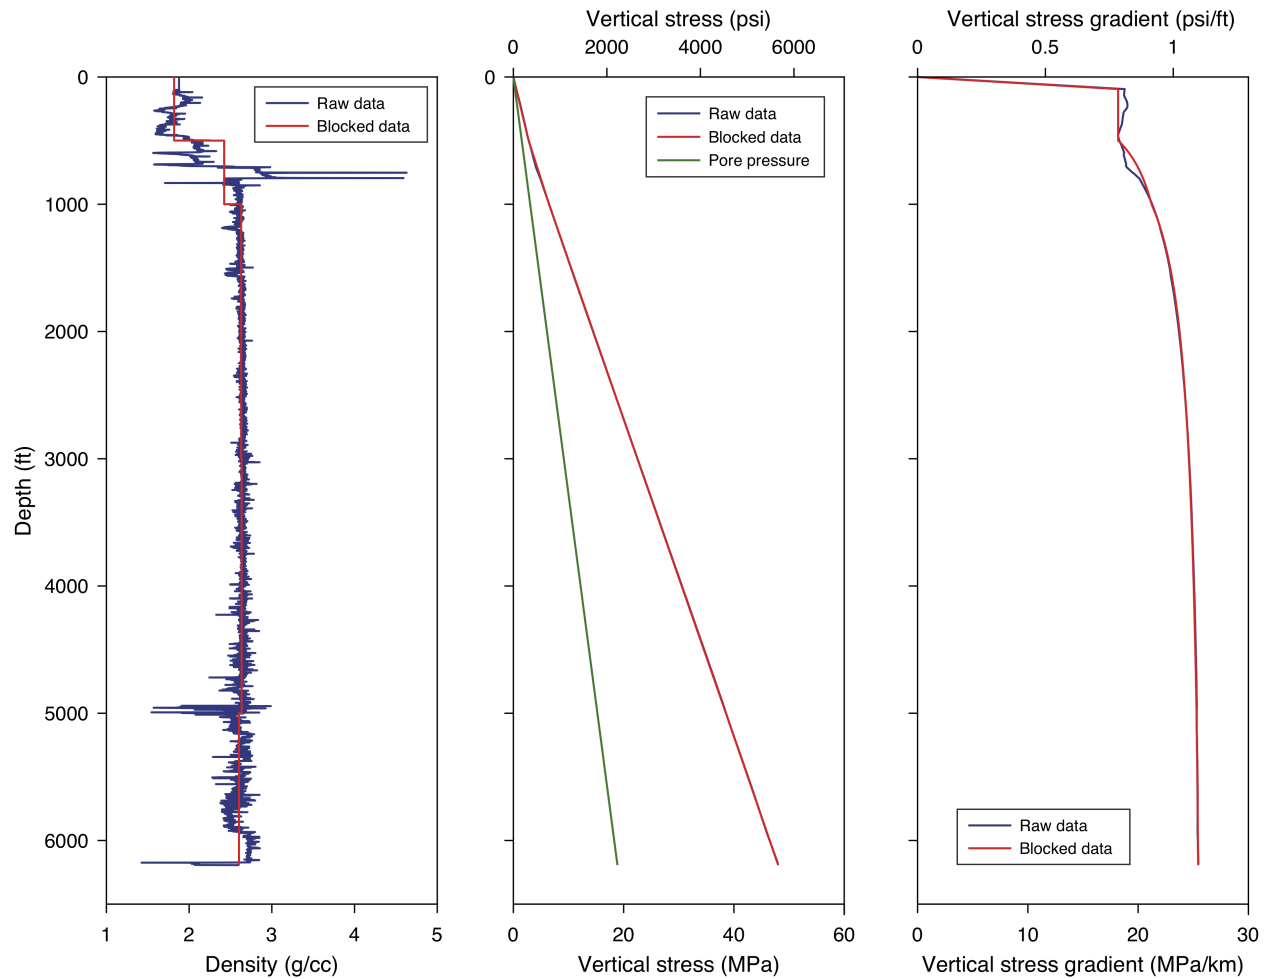 Vertical stress (psi)
Vertical stress gradient (psi/ft)
0
2000
4000
6000
0
0.5
1
0
1000
2000
3000
4000
5000
6000
Depth (ft)
Raw data
Blocked data
1
2
3
4
5
Density (g/cc)
0
Raw data
Blocked data
Pore pressure
0
20
40
60
Vertical stress (MPa)
Raw data
Blocked data
0
10
20
30
Vertical stress gradient (MPa/km)